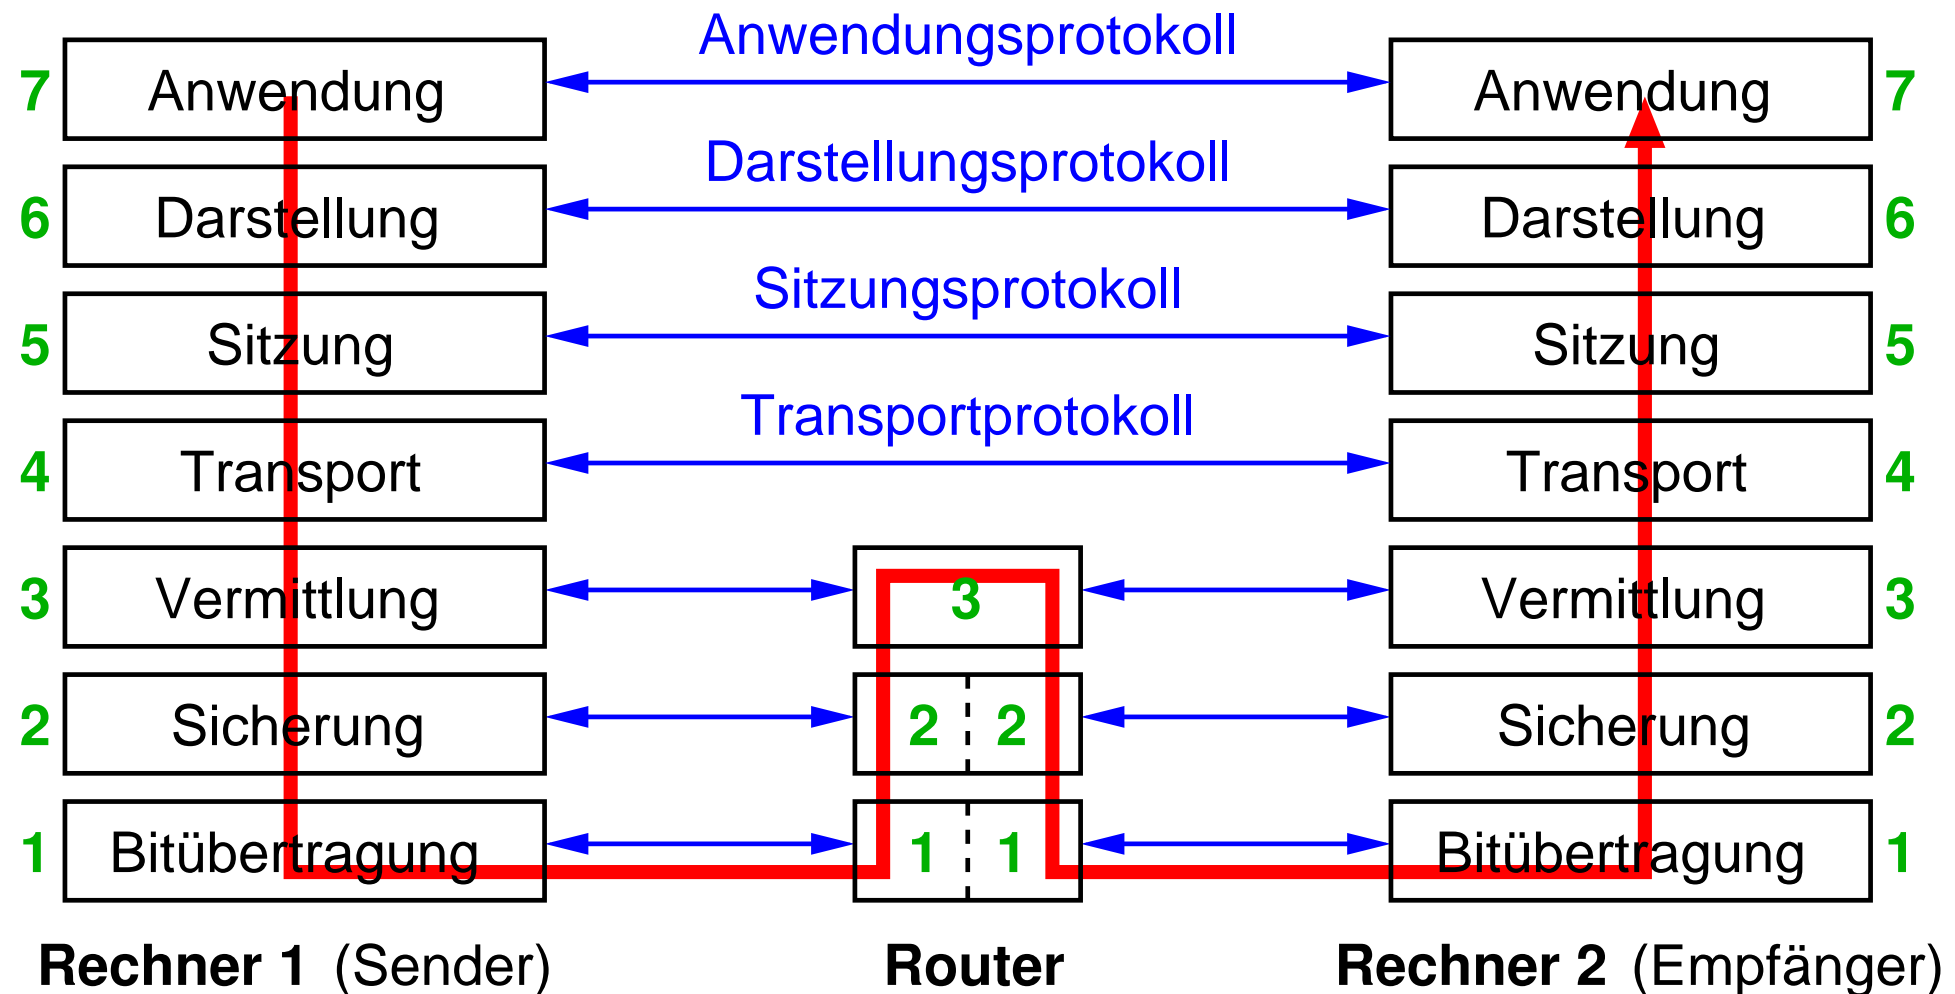 Anwendungsprotokoll
7 Anwendung Anwendung 7
Darstellungsprotokoll
6 Darstellung Darstellung 6
Sitzungsprotokoll
5 Sitzung Sitzung 5
Transportprotokoll
4 Transport Transport 4
3 Vermittlung 3 Vermittlung 3
2 Sicherung 2 2 Sicherung 2
1 Bitübertragung 1 1 Bitübertragung 1
Rechner 1 (Sender) Router Rechner 2 (Empfänger)